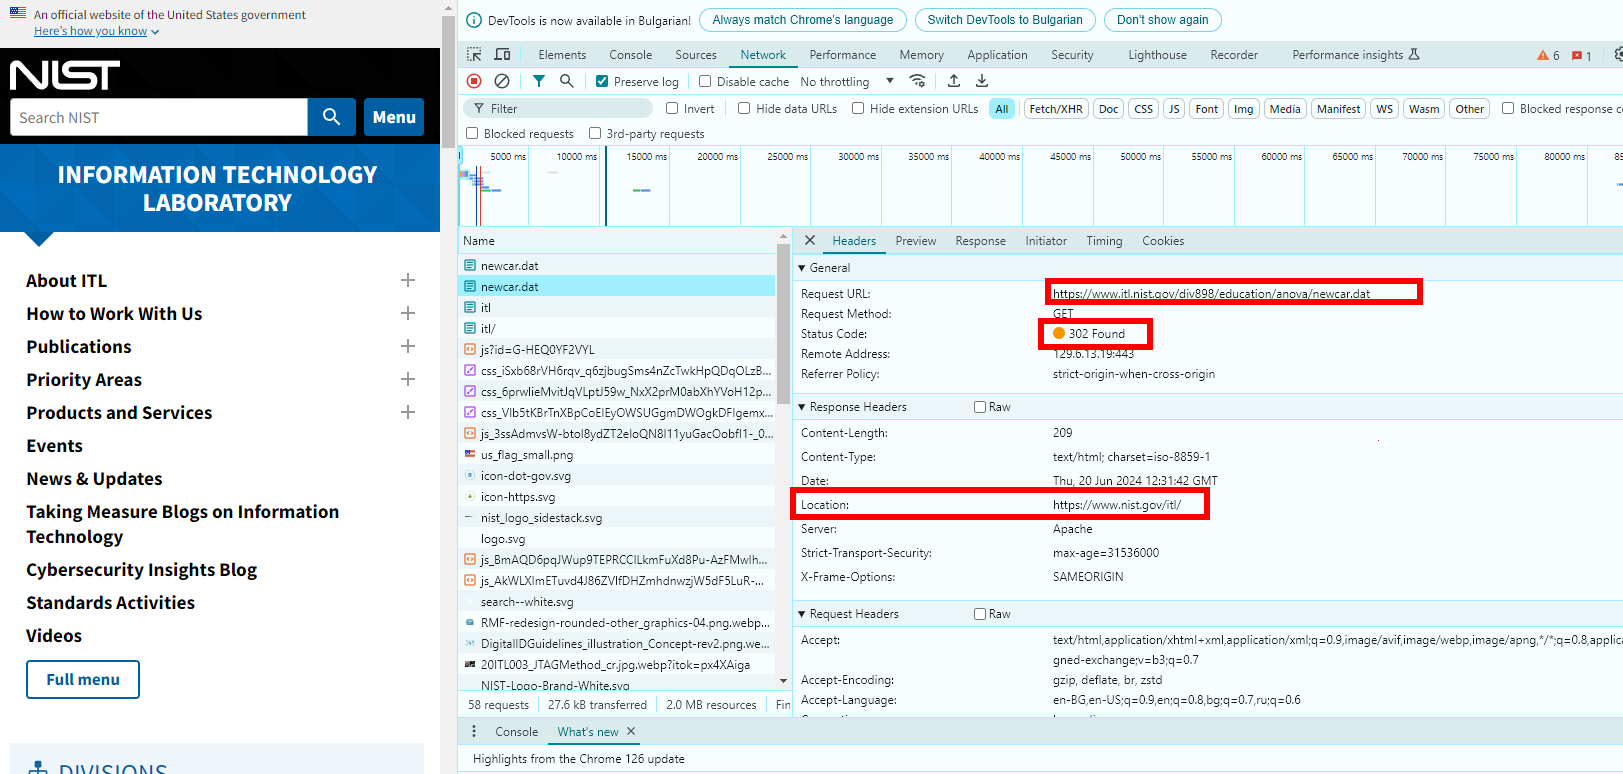 An official website of the United States government
Here's how you know
NIST
Search NIST
Menu
INFORMATION TECHNOLOGY
LABORATORY
About ITL
How to Work With Us
Publications
Priority Areas
Products and Services
Events
News & Updates
Taking Measure Blogs on Information
Technology
Cybersecurity Insights Blog
Standards Activities
Videos
Full menu
DIVISIONS
DevTools is now available in Bulgarian! Always match Chrome's language Switch DevTools to Bulgarian Don't show again
Elements Console Sources Network Performance Memory Application Security Lighthouse Recorder Performance insights 6 1
Preserve log Disable cache No throttling
Filter Invert Hide data URLs Hide extension URLs All Fetch/XHR Doc CSS JS Font Img Media Manifest WS Wasm Other Blocked response
Blocked requests 3rd-party requests
5000 ms 10000 ms 15000 ms 20000 ms 25000 ms 30000 ms 35000 ms 40000 ms 45000 ms 50000 ms 55000 ms 60000 ms 65000 ms 70000 ms 75000 ms 80000 ms
Name
newcar.dat
newcar.dat
itl
itl/
js?id=G-HEQ0YF2VYL
us_flag_small.png
icon-dot-gov.svg
icon-https.svg
nist_logo_sidestack.svg
logo.svg
search--white.svg
RMF-redesign-rounded-other_graphics-04.png.webp...
DigitalIDGuidelines_illustration_Concept-rev2.png.we...
20ITL003_JTAGMethod_cr.jpg.webp?itok=px4XAiga
NIST-Logo-Brand-White.svg
58 requests 27.6 kB transferred 2.0 MB resources Fin
Headers Preview Response Initiator Timing Cookies
General
Request URL: https://www.itl.nist.gov/div898/education/anova/newcar.dat
Request Method: GET
Status Code: 302 Found
Remote Address: 129.6.13.19:443
Referrer Policy: strict-origin-when-cross-origin
Response Headers Raw
Content-Length: 209
Content-Type: text/html; charset=iso-8859-1
Date: Thu, 20 Jun 2024 12:31:42 GMT
Location: https://www.nist.gov/itl/
Server: Apache
Strict-Transport-Security: max-age=31536000
X-Frame-Options: SAMEORIGIN
Request Headers Raw
Accept: text/html,application/xhtml+xml,application/xml;q=0.9,image/avif,image/webp,image/apng,*/*;q=0.8,applic
gned-exchange;v=b3;q=0.7
Accept-Encoding: gzip, deflate, br, zstd
Accept-Language: en-BG,en-US;q=0.9,en;q=0.8,bg;q=0.7,ru;q=0.6
Console What's new
Highlights from the Chrome 126 update